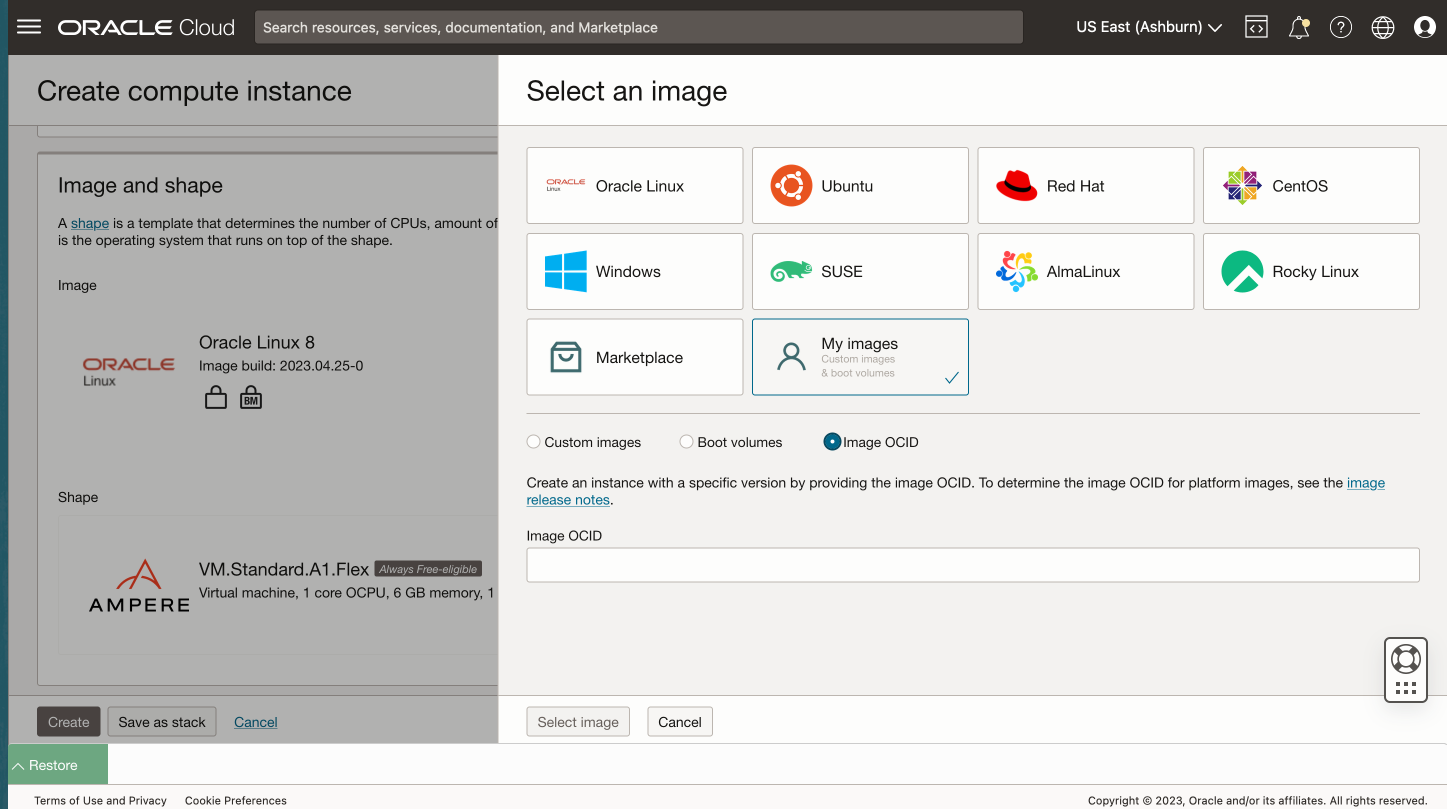 ORACLE Cloud
Search resources, services, documentation, and Marketplace
US East (Ashburn)
Create compute instance
Image and shape
A shape is a template that determines the number of CPUs, amount of
is the operating system that runs on top of the shape.
Image
ORACLE
Linux
Oracle Linux 8
Image build: 2023.04.25-0
BM
Shape
AMPERE
VM.Standard.A1.Flex Always Free-eligible
Virtual machine, 1 core OCPU, 6 GB memory, 1
Create
Save as stack
Cancel
Select an image
ORACLE
Linux
Oracle Linux
Ubuntu
Red Hat
CentOS
Windows
SUSE
AlmaLinux
Rocky Linux
Marketplace
My images
Custom images
& boot volumes
Custom images
Boot volumes
Image OCID
Create an instance with a specific version by providing the image OCID. To determine the image OCID for platform images, see the image
release notes.
Image OCID
Select image
Cancel
Restore
Terms of Use and Privacy
Cookie Preferences
Copyright © 2023, Oracle and/or its affiliates. All rights reserved.